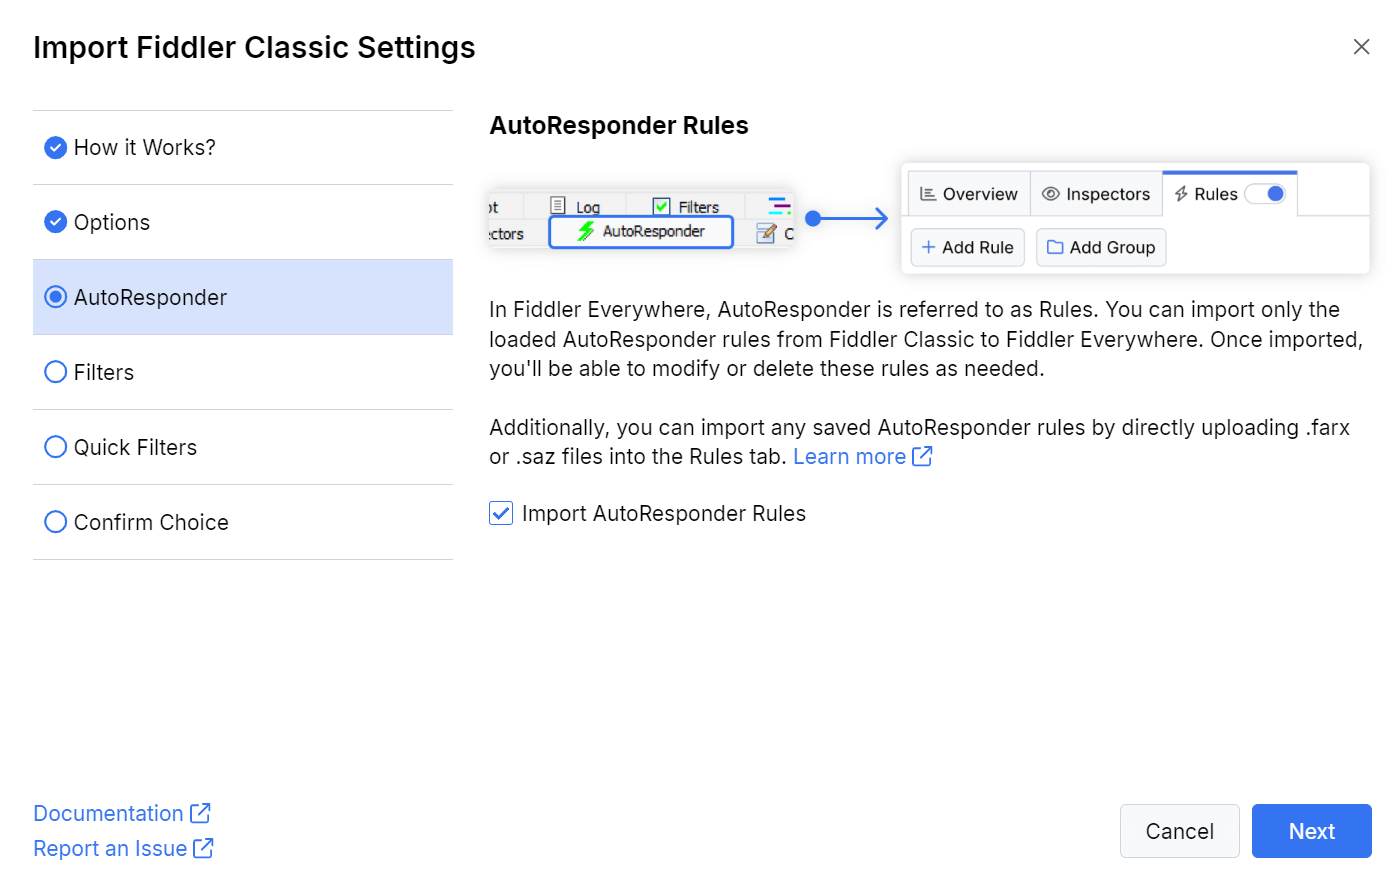 Import Fiddler Classic Settings
How it Works?
Options
AutoResponder
Filters
Quick Filters
Confirm Choice
AutoResponder Rules
Log
Filters
AutoResponder
Overview
Inspectors
Rules
Add Rule
Add Group
In Fiddler Everywhere, AutoResponder is referred to as Rules. You can import only the
loaded AutoResponder rules from Fiddler Classic to Fiddler Everywhere. Once imported,
you'll be able to modify or delete these rules as needed.
Additionally, you can import any saved AutoResponder rules by directly uploading .farx
or .saz files into the Rules tab. Learn more
Import AutoResponder Rules
Documentation
Report an Issue
Cancel
Next